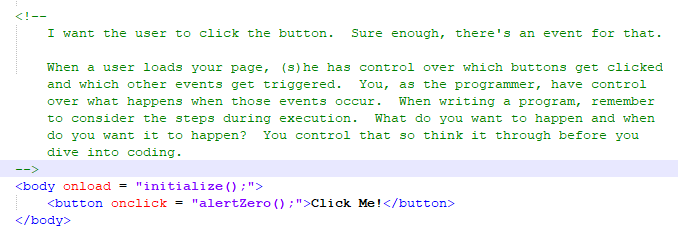 <!--
I want the user to click the button.  Sure enough, there's an event for that.
When a user loads your page, (s)he has control over which buttons get clicked
and which other events get triggered.  You, as the programmer, have control
over what happens when those events occur.  When writing a program, remember
to consider the steps during execution.  What do you want to happen and when
do you want it to happen?  You control that so think it through before you
dive into coding.
-->
<body onload = "initialize();">
<button onclick = "alertZero();">Click Me!</button>
</body>